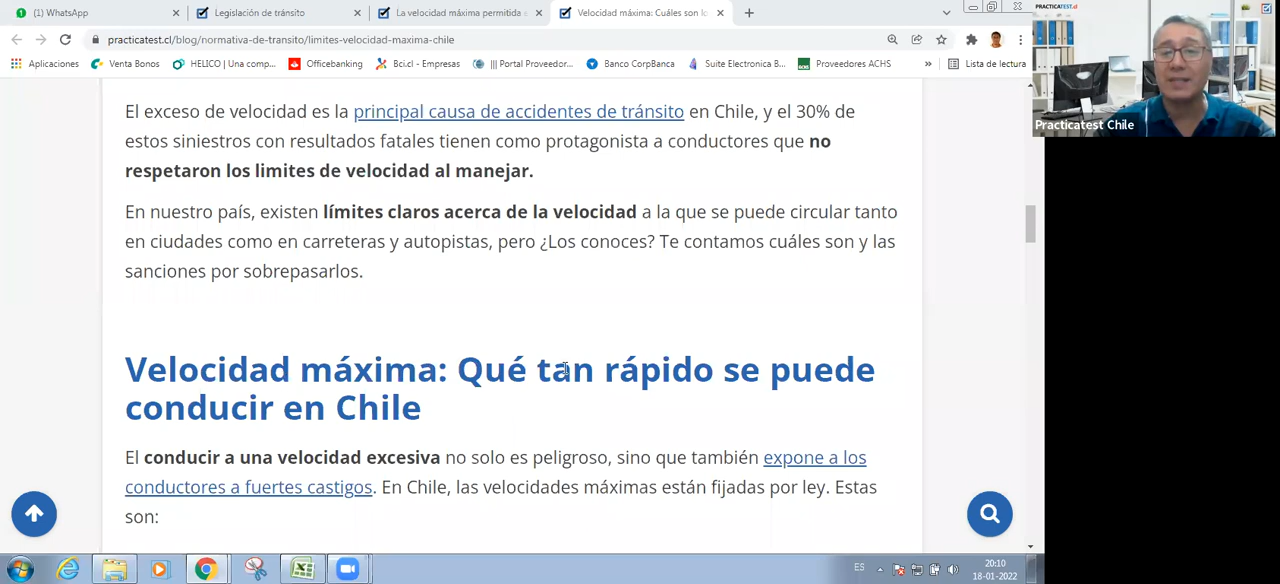 (1) WhatsApp
Legislación de tránsito
La velocidad máxima permitida e
Velocidad máxima: Cuáles son lo
practicatest.cl/blog/normativa-de-transito/limites-velocidad-maxima-chile
Aplicaciones
Venta Bonos
HELICO | Una comp...
Officebanking
Bci.cl - Empresas
||| Portal Proveedor...
Banco CorpBanca
Suite Electronica B...
Proveedores ACHS
»
Lista de lectura
PRACTICATEST.cl
Practicatest Chile
El exceso de velocidad es la principal causa de accidentes de tránsito en Chile, y el 30% de
estos siniestros con resultados fatales tienen como protagonista a conductores que no
respetaron los limites de velocidad al manejar.
En nuestro país, existen límites claros acerca de la velocidad a la que se puede circular tanto
en ciudades como en carreteras y autopistas, pero ¿Los conoces? Te contamos cuáles son y las
sanciones por sobrepasarlos.
Velocidad máxima: Qué tan rápido se puede
conducir en Chile
El conducir a una velocidad excesiva no solo es peligroso, sino que también expone a los
conductores a fuertes castigos. En Chile, las velocidades máximas están fijadas por ley. Estas
son:
ES
20:10
18-01-2022